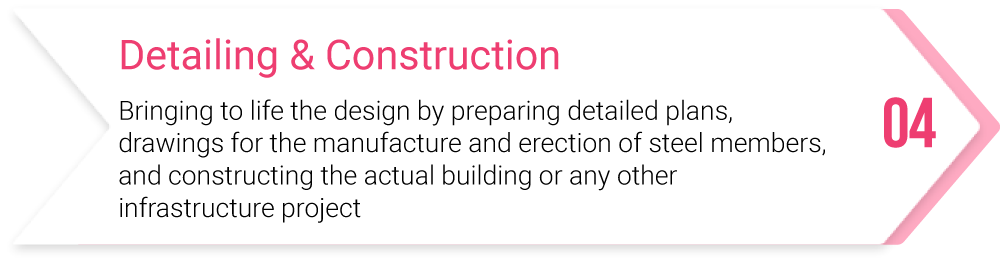 Detailing & Construction
Bringing to life the design by preparing detailed plans,
drawings for the manufacture and erection of steel members,
and constructing the actual building or any other
infrastructure project
04